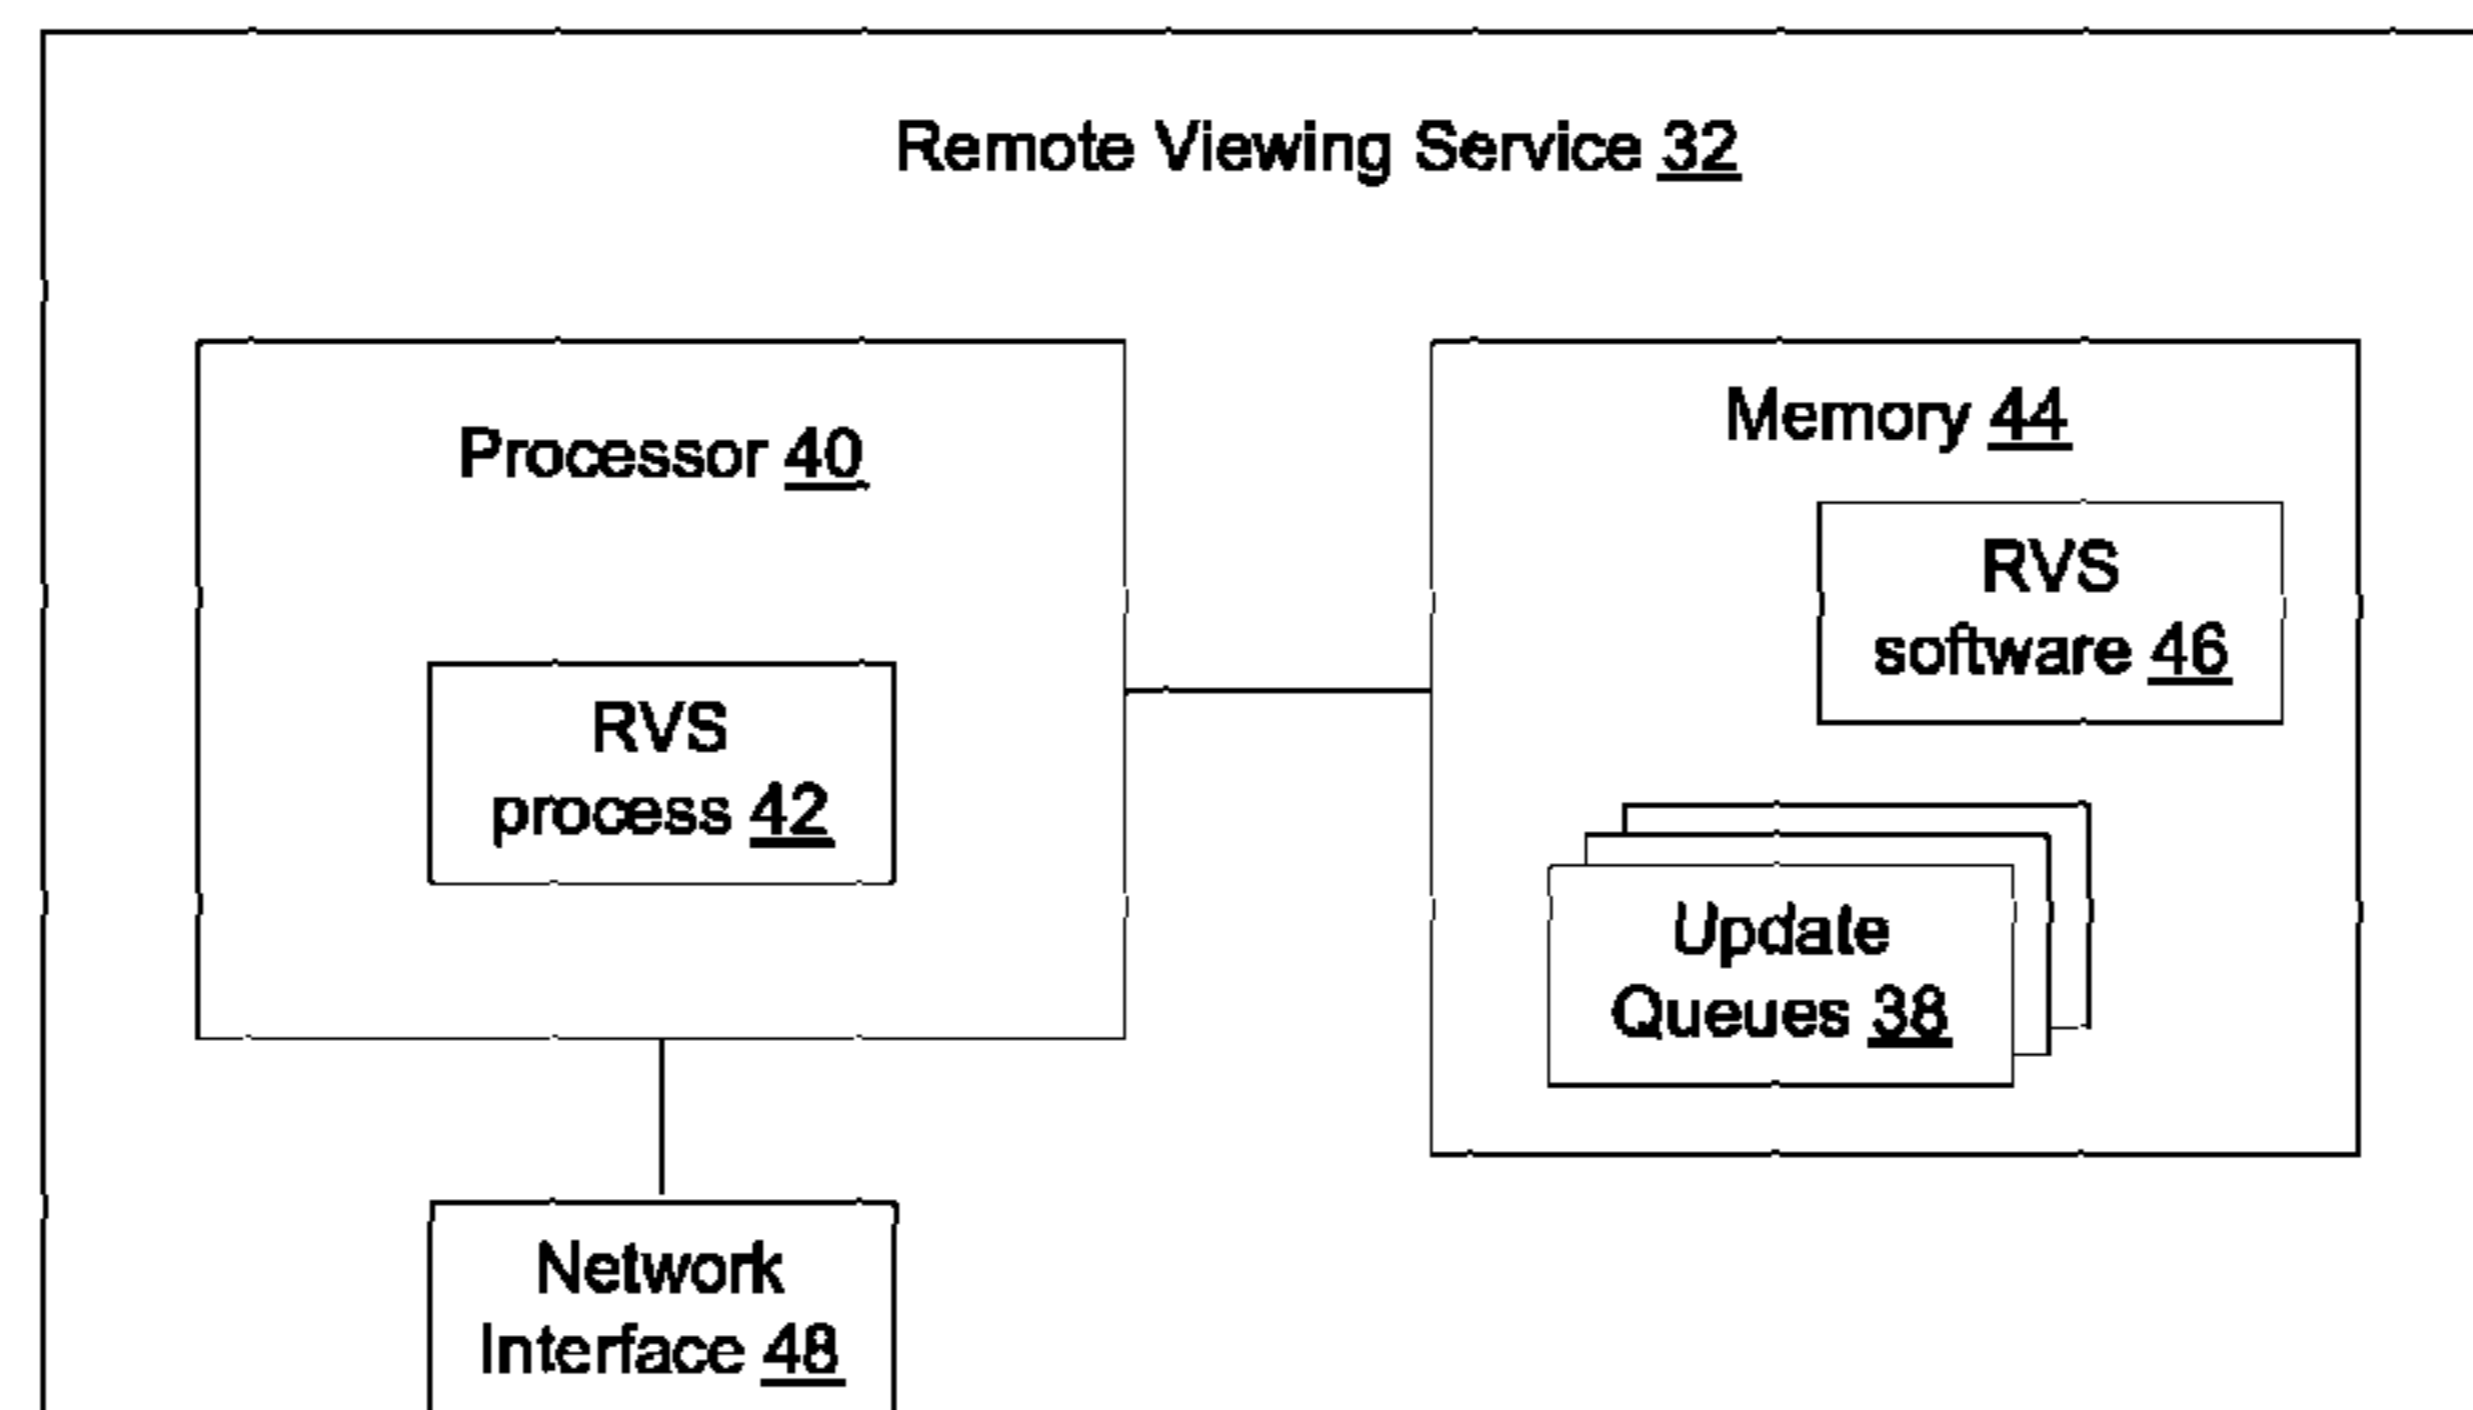 Remote Viewing Service 32
Processor 40
RVS
process 42
Memory 44
RVS
software 46
Update
Queues 38
Network
Interface 48